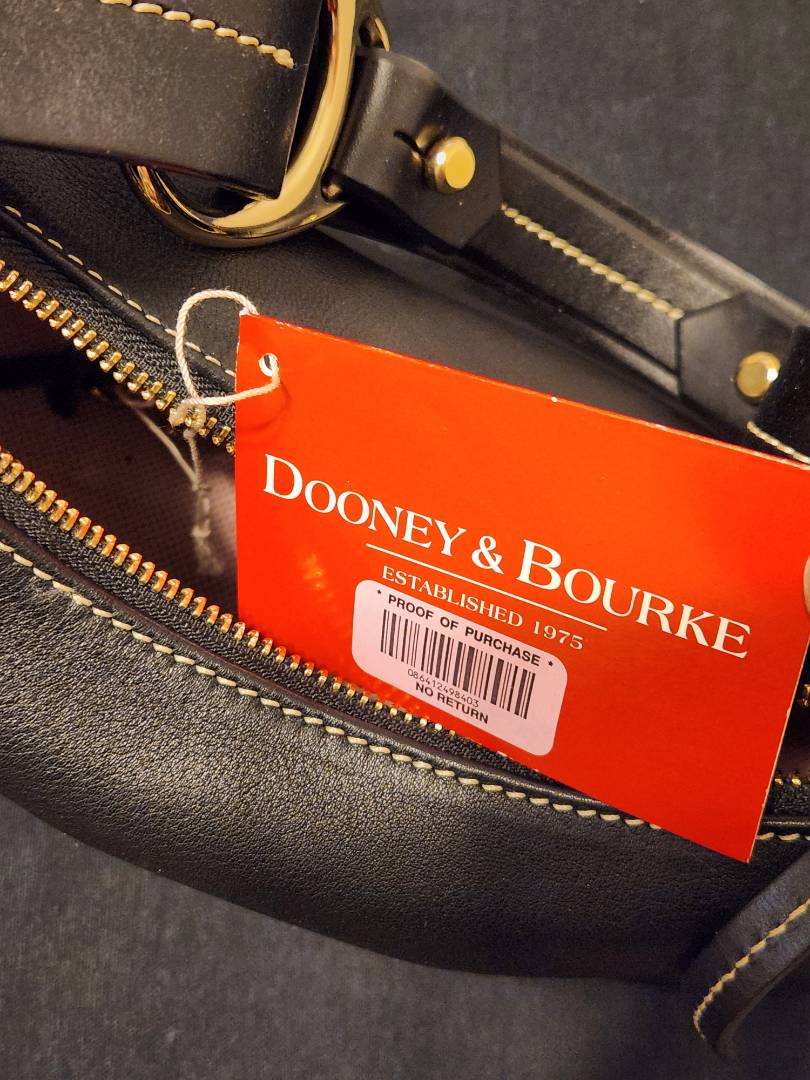 DOONEY & BOURKE
ESTABLISHED 1975
* PROOF OF PURCHASE *
086412498403
NO RETURN